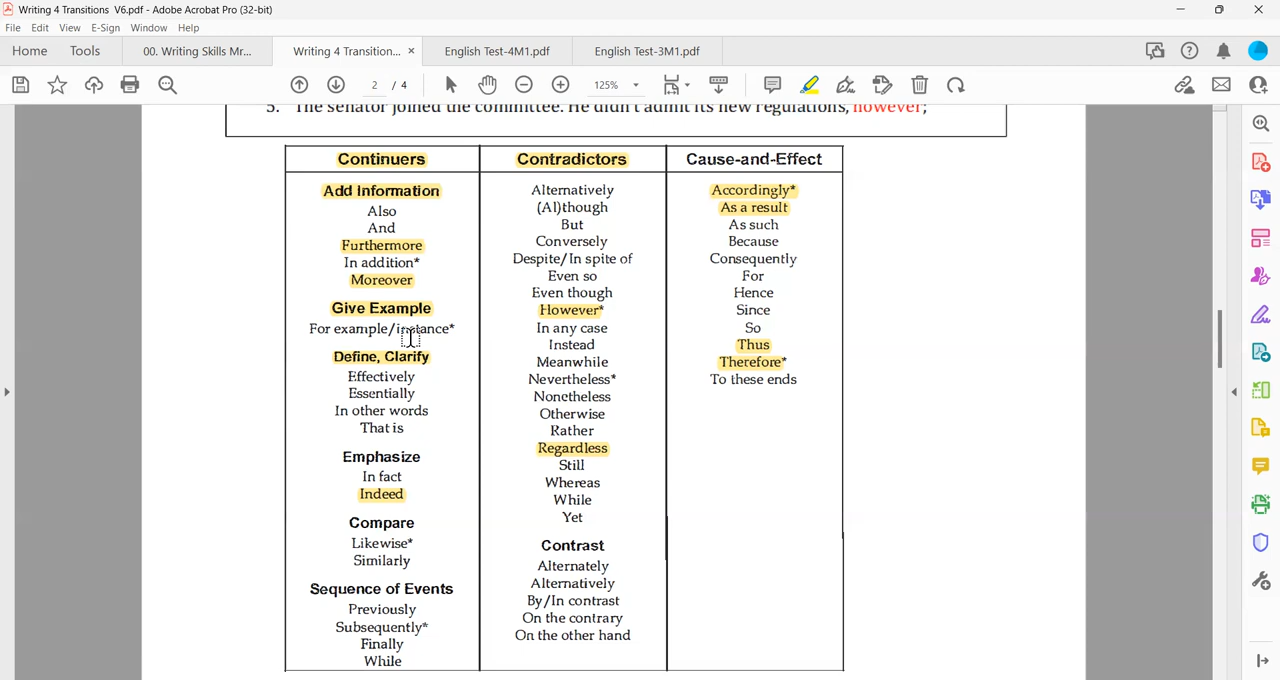 Writing 4 Transitions V6.pdf - Adobe Acrobat Pro (32-bit)
File Edit View E-Sign Window Help
Home Tools 00. Writing Skills Mr... Writing 4 Transition... × English Test-4M1.pdf English Test-3M1.pdf
2 / 4 125%
5. The senator joined the committee. He didn't admit its new regulations, however;
Continuers
Add Information
Also
And
Furthermore
In addition*
Moreover
Give Example
For example/instance*
Define, Clarify
Effectively
Essentially
In other words
That is
Emphasize
In fact
Indeed
Compare
Likewise*
Similarly
Sequence of Events
Previously
Subsequently*
Finally
While
Contradictors
Alternatively
(Al)though
But
Conversely
Despite/In spite of
Even so
Even though
However*
In any case
Instead
Meanwhile
Nevertheless*
Nonetheless
Otherwise
Rather
Regardless
Still
Whereas
While
Yet
Contrast
Alternately
Alternatively
By/In contrast
On the contrary
On the other hand
Cause-and-Effect
Accordingly*
As a result
As such
Because
Consequently
For
Hence
Since
So
Thus
Therefore*
To these ends